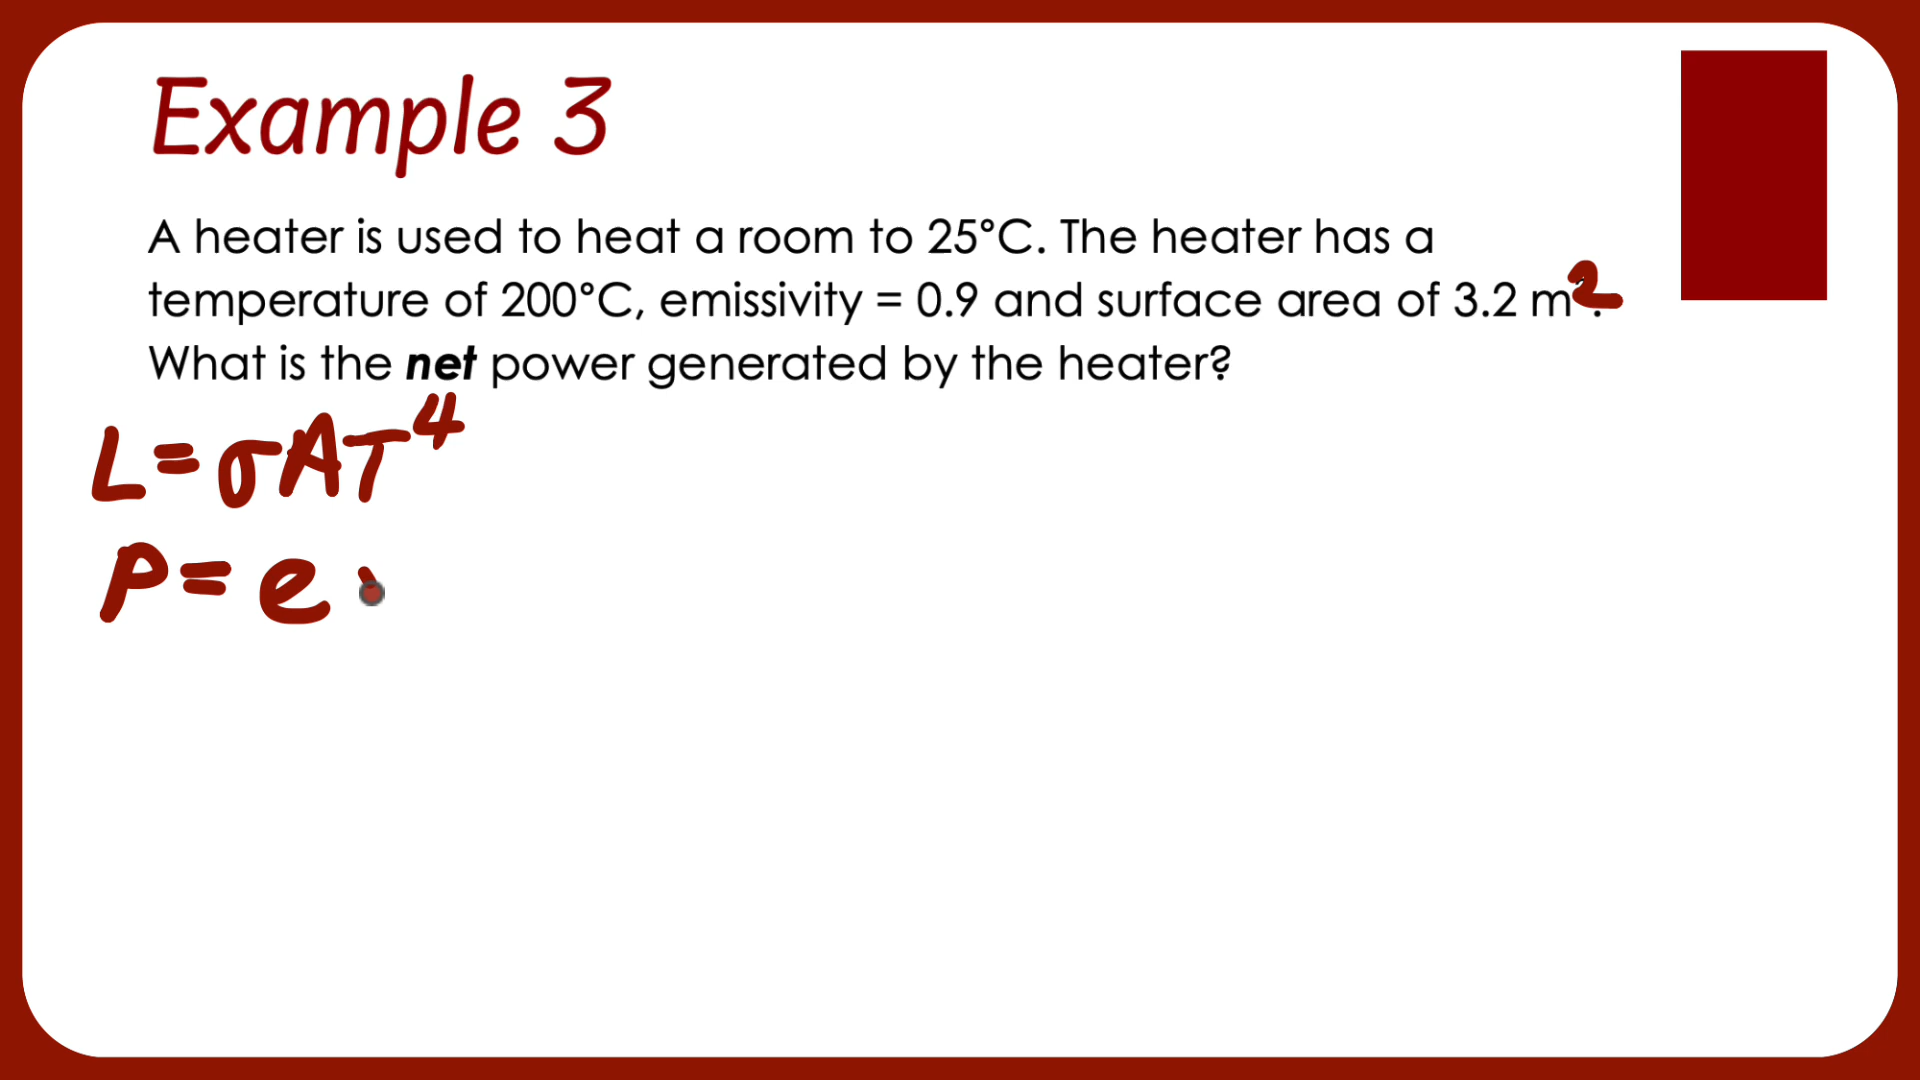 Example 3
A heater is used to heat a room to 25°C. The heater has a
temperature of 200°C, emissivity = 0.9 and surface area of 3.2 m².
What is the net power generated by the heater?
L=σAT⁴
P=e